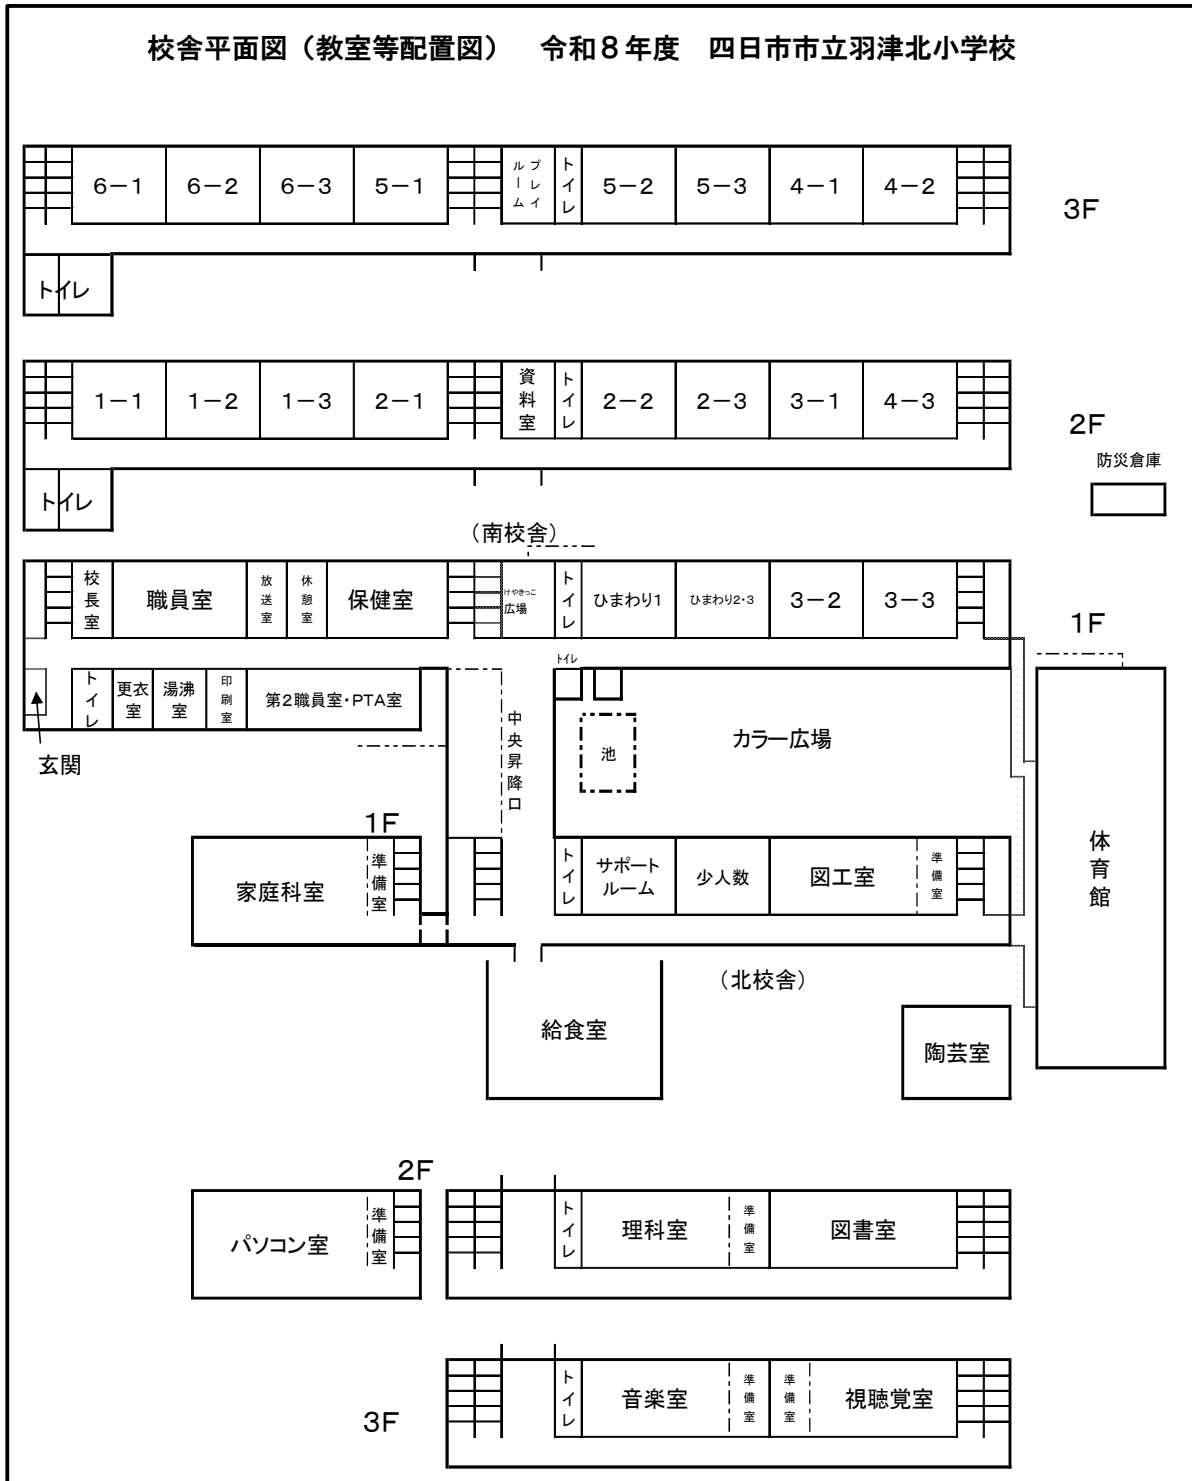 校舎平面図（教室等配置図）　令和８年度　四日市市立羽津北小学校
６－１ ６－２ ６－３ ５－１ プレイルーム トイレ ５－２ ５－３ ４－１ ４－２
3F
トイレ
１－１ １－２ １－３ ２－１ 資料室 トイレ ２－２ ２－３ ３－１ ４－３
2F
防災倉庫
トイレ
（南校舎）
校長室 職員室 放送室 休憩室 保健室 けやきっこ広場 トイレ ひまわり1 ひまわり2・3 ３－２ ３－３
1F
トイレ
トイレ 更衣室 湯沸室 印刷室 第2職員室・PTA室
中央昇降口
池
カラー広場
玄関
1F
体育館
家庭科室 準備室 トイレ サポートルーム 少人数 図工室 準備室
（北校舎）
給食室
陶芸室
2F
パソコン室 準備室 トイレ 理科室 準備室 図書室
3F
トイレ 音楽室 準備室 準備室 視聴覚室